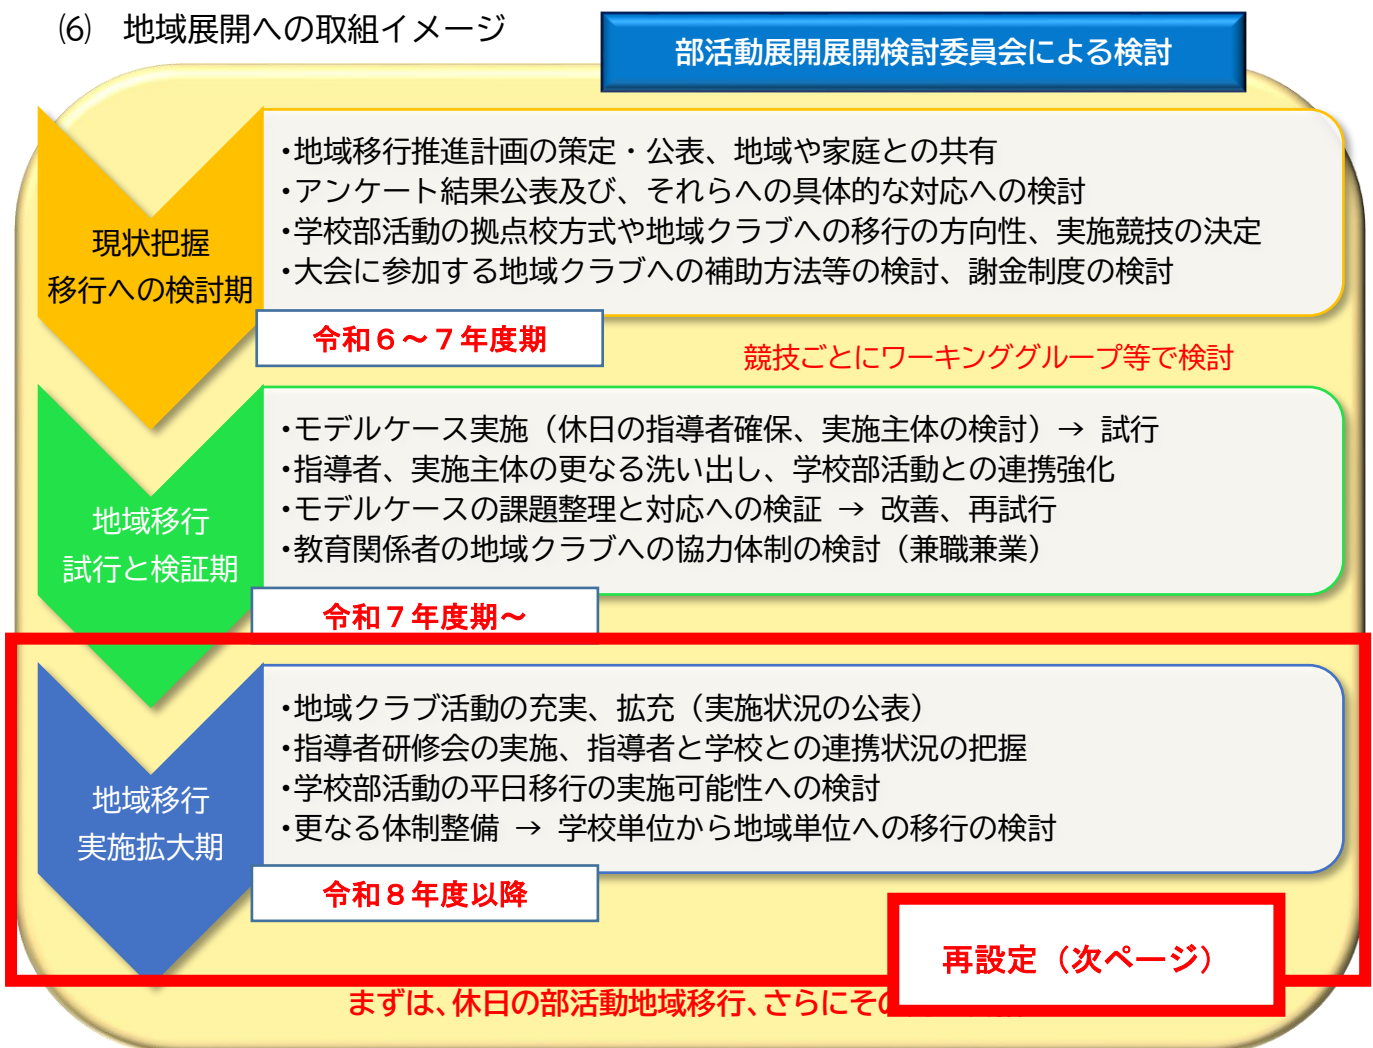 ⑹ 地域展開への取組イメージ
部活動展開展開検討委員会による検討
現状把握
移行への検討期
・地域移行推進計画の策定・公表、地域や家庭との共有
・アンケート結果公表及び、それらへの具体的な対応への検討
・学校部活動の拠点校方式や地域クラブへの移行の方向性、実施競技の決定
・大会に参加する地域クラブへの補助方法等の検討、謝金制度の検討
令和６～７年度期
競技ごとにワーキンググループ等で検討
地域移行
試行と検証期
・モデルケース実施（休日の指導者確保、実施主体の検討）→ 試行
・指導者、実施主体の更なる洗い出し、学校部活動との連携強化
・モデルケースの課題整理と対応への検証 → 改善、再試行
・教育関係者の地域クラブへの協力体制の検討（兼職兼業）
令和７年度期～
地域移行
実施拡大期
・地域クラブ活動の充実、拡充（実施状況の公表）
・指導者研修会の実施、指導者と学校との連携状況の把握
・学校部活動の平日移行の実施可能性への検討
・更なる体制整備 → 学校単位から地域単位への移行の検討
令和８年度以降
再設定（次ページ）
まずは、休日の部活動地域移行、さらにその